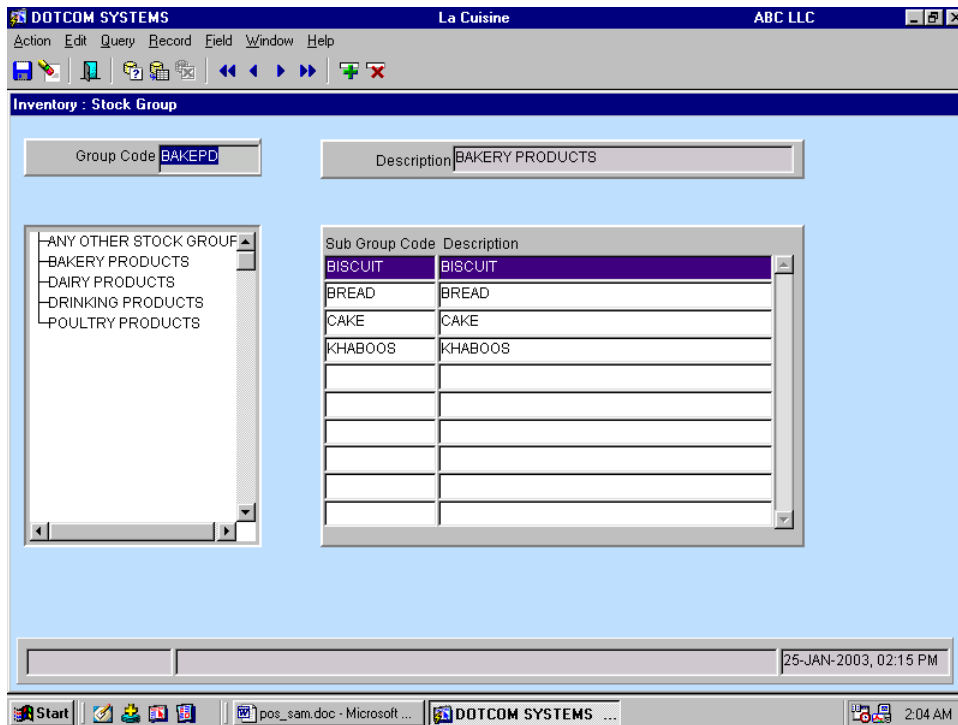 DOTCOM SYSTEMS La Cuisine ABC LLC
Action Edit Query Record Field Window Help
Inventory : Stock Group
Group Code BAKEPD Description BAKERY PRODUCTS
ANY OTHER STOCK GROUP
BAKERY PRODUCTS
DAIRY PRODUCTS
DRINKING PRODUCTS
POULTRY PRODUCTS
Sub Group Code Description
BISCUIT BISCUIT
BREAD BREAD
CAKE CAKE
KHABOOS KHABOOS
25-JAN-2003, 02:15 PM
Start pos_sam.doc - Microsoft ... DOTCOM SYSTEMS ... 2:04 AM